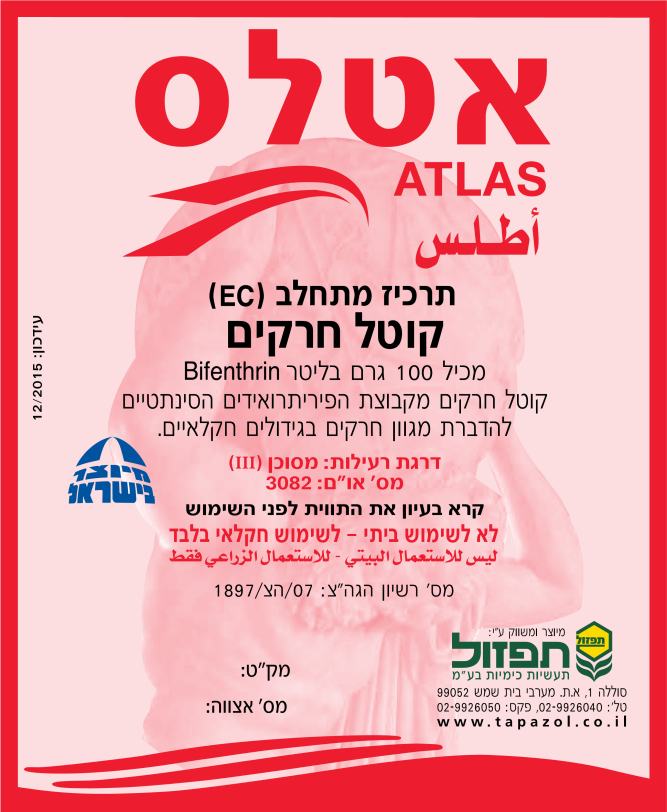 אטלס
ATLAS
أطلس
תרכיז מתחלב (EC)
קוטל חרקים
מכיל 100 גרם בליטר Bifenthrin
קוטל חרקים מקבוצת הפיריתרואידים הסינתטיים
להדברת מגוון חרקים בגידולים חקלאיים.
דרגת רעילות: מסוכן (III)
מס' או"ם: 3082
קרא בעיון את התווית לפני השימוש
לא לשימוש ביתי – לשימוש חקלאי בלבד
ليس للاستعمال البيتي - للاستعمال الزراعي فقط
מס' רשיון הגה"צ: 07/הצ/1897
עידכון: 12/2015
מיוצר
בישראל
מק"ט:
מס' אצווה:
מיוצר ומשווק ע"י:
תפזול
תפזול
תעשיות כימיות בע"מ
סוללה 1, א.ת. מערבי בית שמש 99052
טל': 02-9926040, פקס: 02-9926050
www.tapazol.co.il